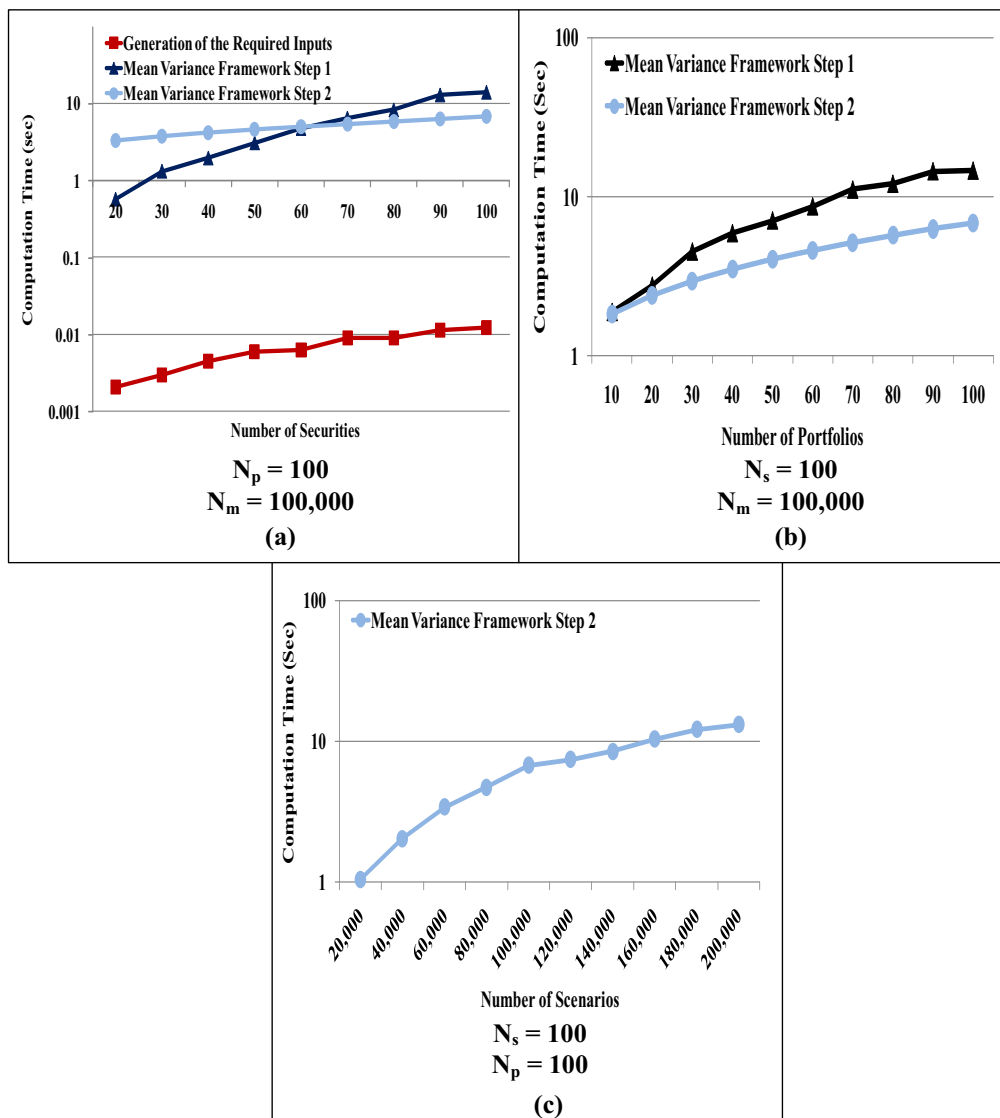 Generation of the Required Inputs
Mean Variance Framework Step 1
Mean Variance Framework Step 2
Computation Time (sec)
10
1
0.1
0.01
0.001
20 30 40 50 60 70 80 90 100
Number of Securities
Np = 100
Nm = 100,000
(a)
100
10
1
Mean Variance Framework Step 1
Mean Variance Framework Step 2
Computation Time (Sec)
10 20 30 40 50 60 70 80 90 100
Number of Portfolios
Ns = 100
Nm = 100,000
(b)
100
10
1
Mean Variance Framework Step 2
Computation Time (Sec)
20,000 40,000 60,000 80,000 100,000 120,000 140,000 160,000 180,000 200,000
Number of Scenarios
Ns = 100
Np = 100
(c)